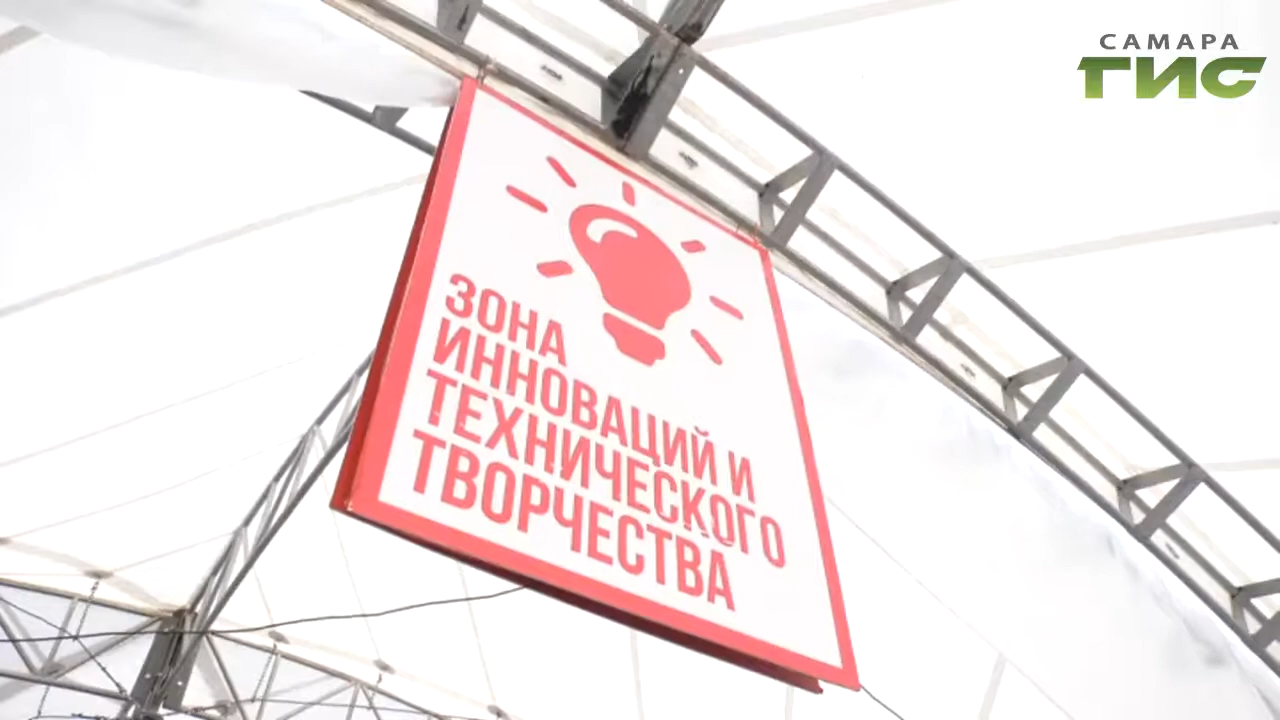 САМАРА
ГИС
ЗОНА
ИННОВАЦИЙ И
ТЕХНИЧЕСКОГО
ТВОРЧЕСТВА